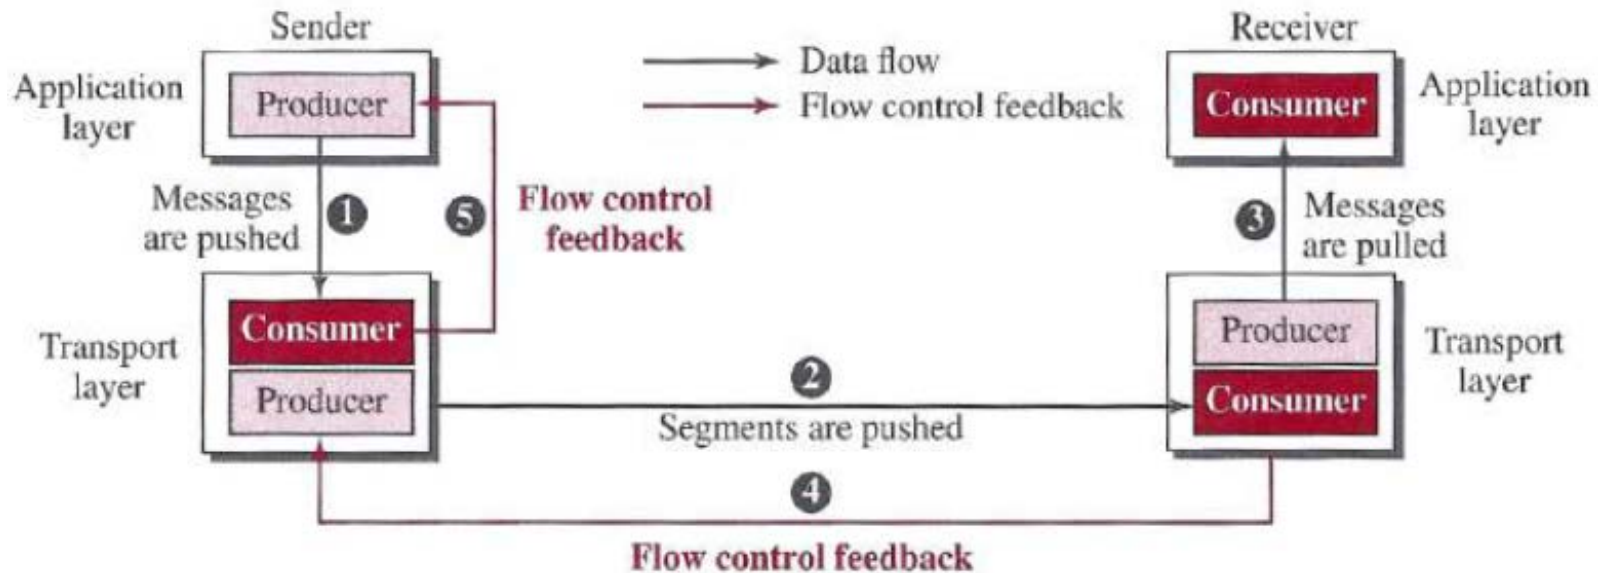 Sender
Receiver
Data flow
Flow control feedback
Application
layer
Producer
Consumer
Application
layer
Messages
are pushed
1
5
Flow control
feedback
3
Messages
are pulled
Transport
layer
Consumer
Producer
2
Segments are pushed
Producer
Consumer
Transport
layer
4
Flow control feedback